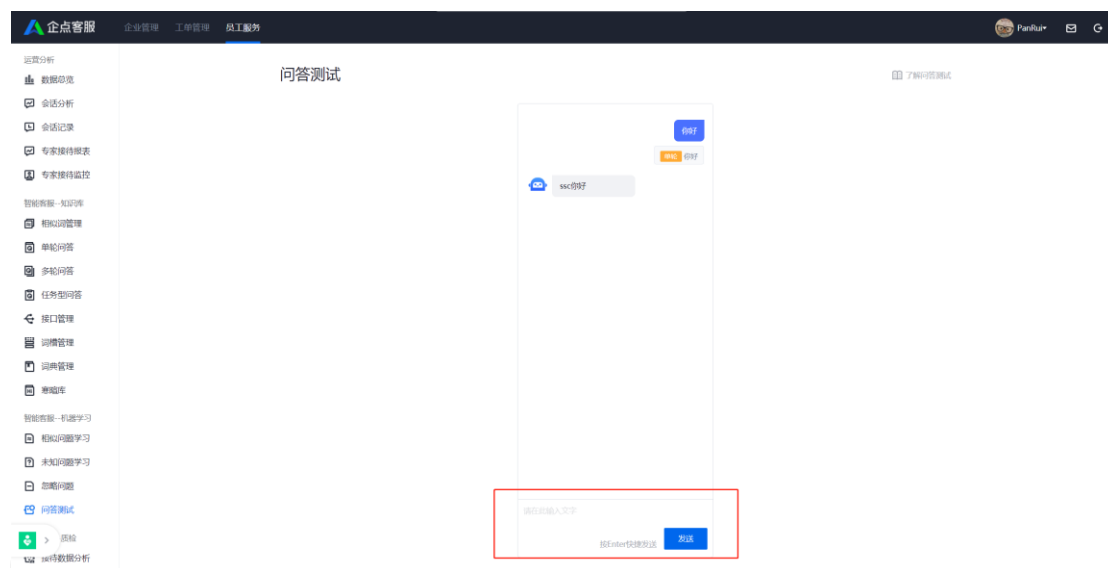 企点客服
企业管理 工单管理 员工服务
PanRui
运营分析
数据总览
会话分析
会话记录
专家接待报表
专家接待监控
智能客服--知识库
相似词管理
单轮问答
多轮问答
任务型问答
接口管理
词槽管理
词典管理
寒暄库
智能客服--机器学习
相似问题学习
未知问题学习
忽略问题
问答测试
质检
接待数据分析
问答测试
了解问答测试
你好
寒暄 你好
ssc你好
请在此输入文字
按Enter快捷发送 发送